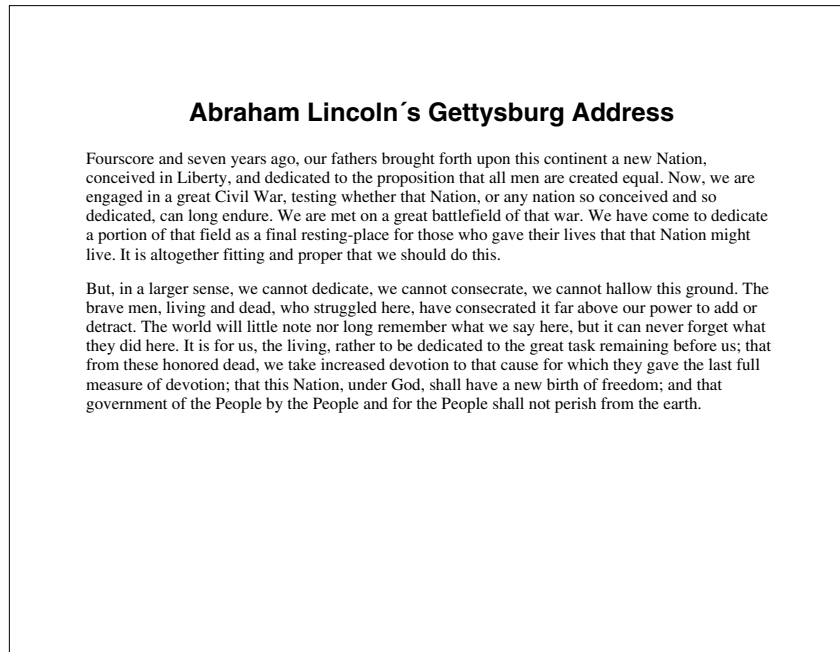 Abraham Lincoln´s Gettysburg Address
Fourscore and seven years ago, our fathers brought forth upon this continent a new Nation,
conceived in Liberty, and dedicated to the proposition that all men are created equal. Now, we are
engaged in a great Civil War, testing whether that Nation, or any nation so conceived and so
dedicated, can long endure. We are met on a great battlefield of that war. We have come to dedicate
a portion of that field as a final resting-place for those who gave their lives that that Nation might
live. It is altogether fitting and proper that we should do this.
But, in a larger sense, we cannot dedicate, we cannot consecrate, we cannot hallow this ground. The
brave men, living and dead, who struggled here, have consecrated it far above our power to add or
detract. The world will little note nor long remember what we say here, but it can never forget what
they did here. It is for us, the living, rather to be dedicated to the great task remaining before us; that
from these honored dead, we take increased devotion to that cause for which they gave the last full
measure of devotion; that this Nation, under God, shall have a new birth of freedom; and that
government of the People by the People and for the People shall not perish from the earth.